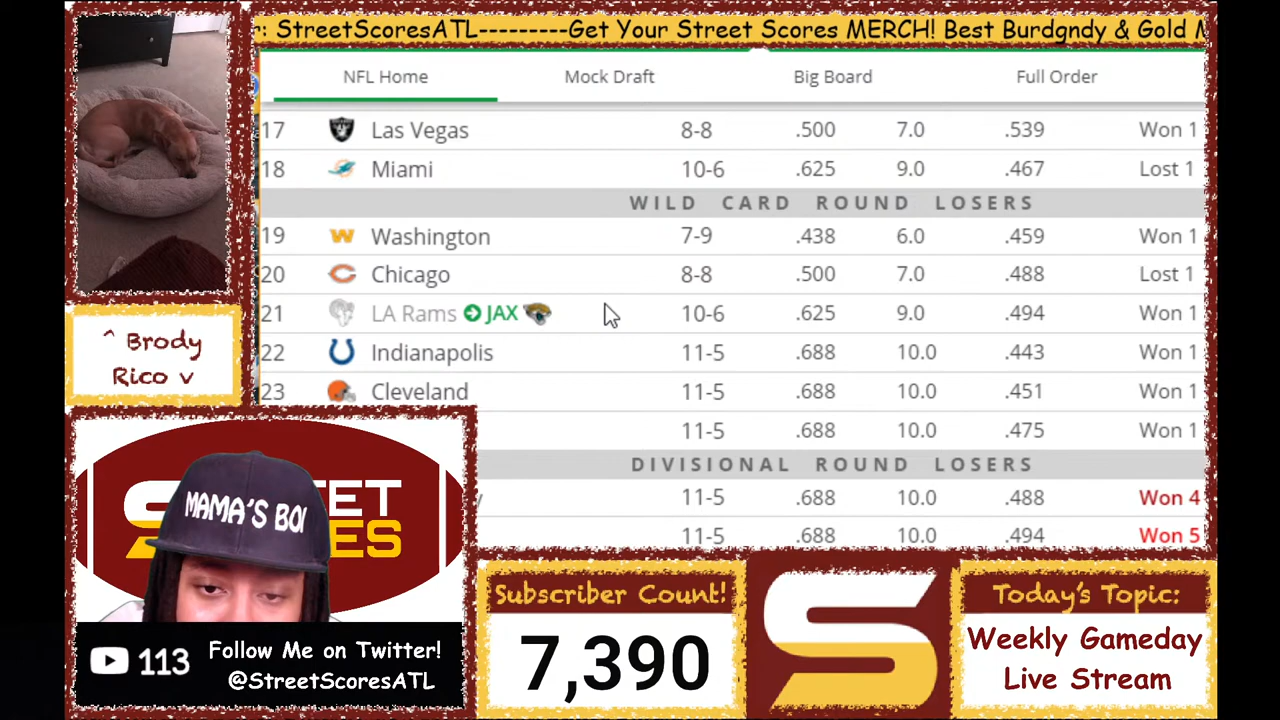 : StreetScoresATL---------Get Your Street Scores MERCH! Best Burdgndy & Gold M
NFL Home Mock Draft Big Board Full Order
17 Las Vegas 8-8 .500 7.0 .539 Won 1
18 Miami 10-6 .625 9.0 .467 Lost 1
WILD CARD ROUND LOSERS
19 Washington 7-9 .438 6.0 .459 Won 1
20 Chicago 8-8 .500 7.0 .488 Lost 1
21 LA Rams JAX 10-6 .625 9.0 .494 Won 1
22 Indianapolis 11-5 .688 10.0 .443 Won 1
23 Cleveland 11-5 .688 10.0 .451 Won 1
11-5 .688 10.0 .475 Won 1
DIVISIONAL ROUND LOSERS
11-5 .688 10.0 .488 Won 4
11-5 .688 10.0 .494 Won 5
^ Brody
Rico v
MAMA'S BOI
113
Follow Me on Twitter!
@StreetScoresATL
Subscriber Count!
7,390
S
Today's Topic:
Weekly Gameday
Live Stream